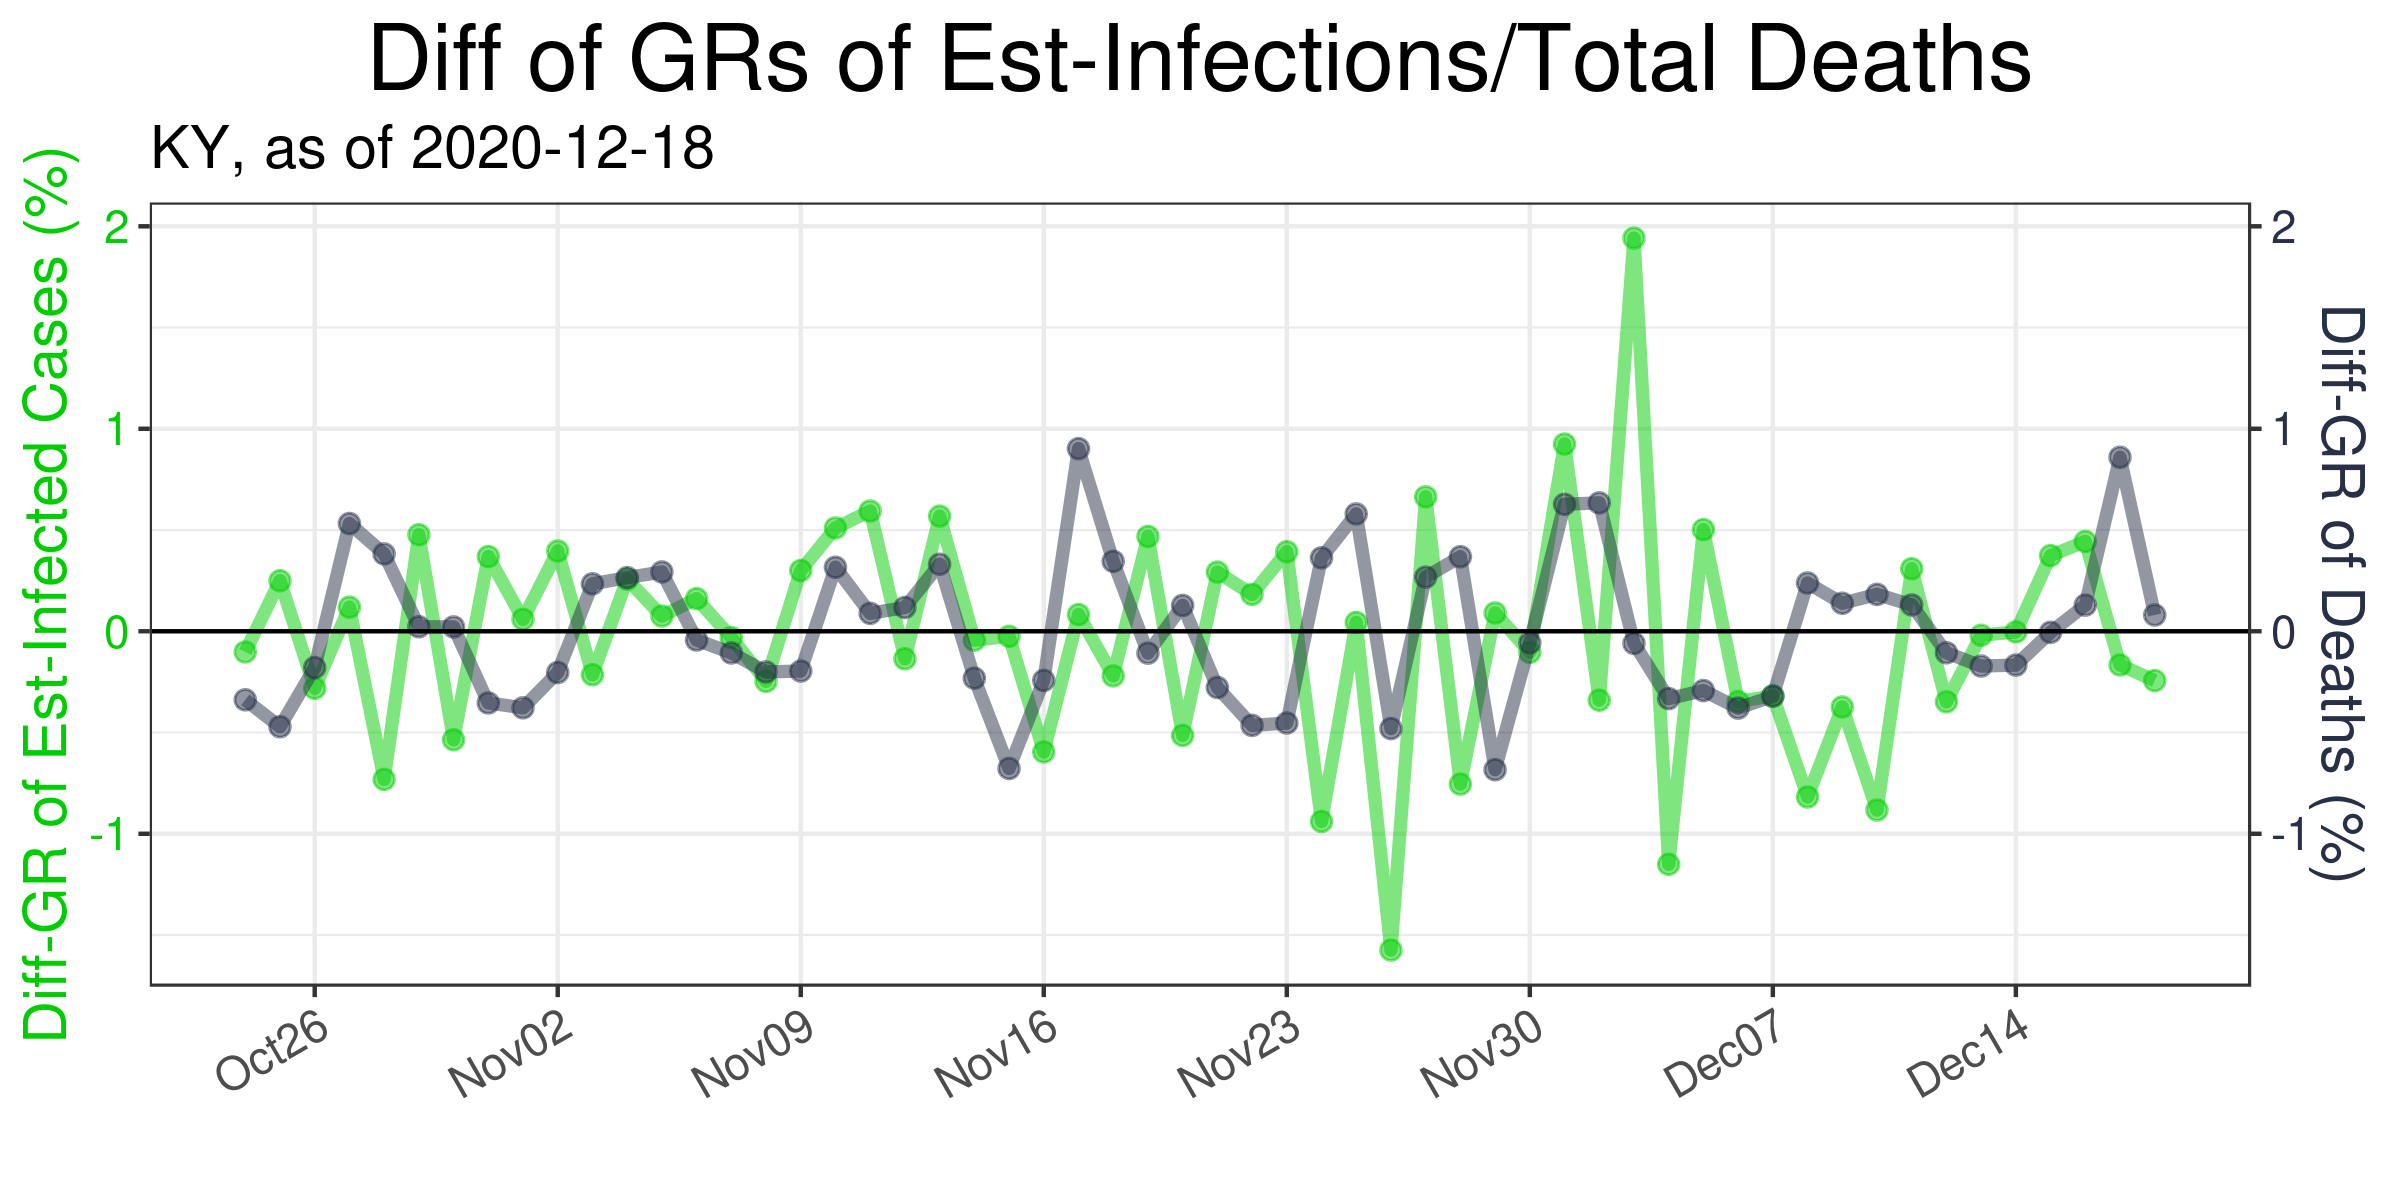 Diff of GRs of Est-Infections/Total Deaths
KY, as of 2020-12-18
Diff-GR of Est-Infected Cases (%)
2
1
0
-1
2
1
0
-1
Diff-GR of Deaths (%)
Oct26
Nov02
Nov09
Nov16
Nov23
Nov30
Dec07
Dec14